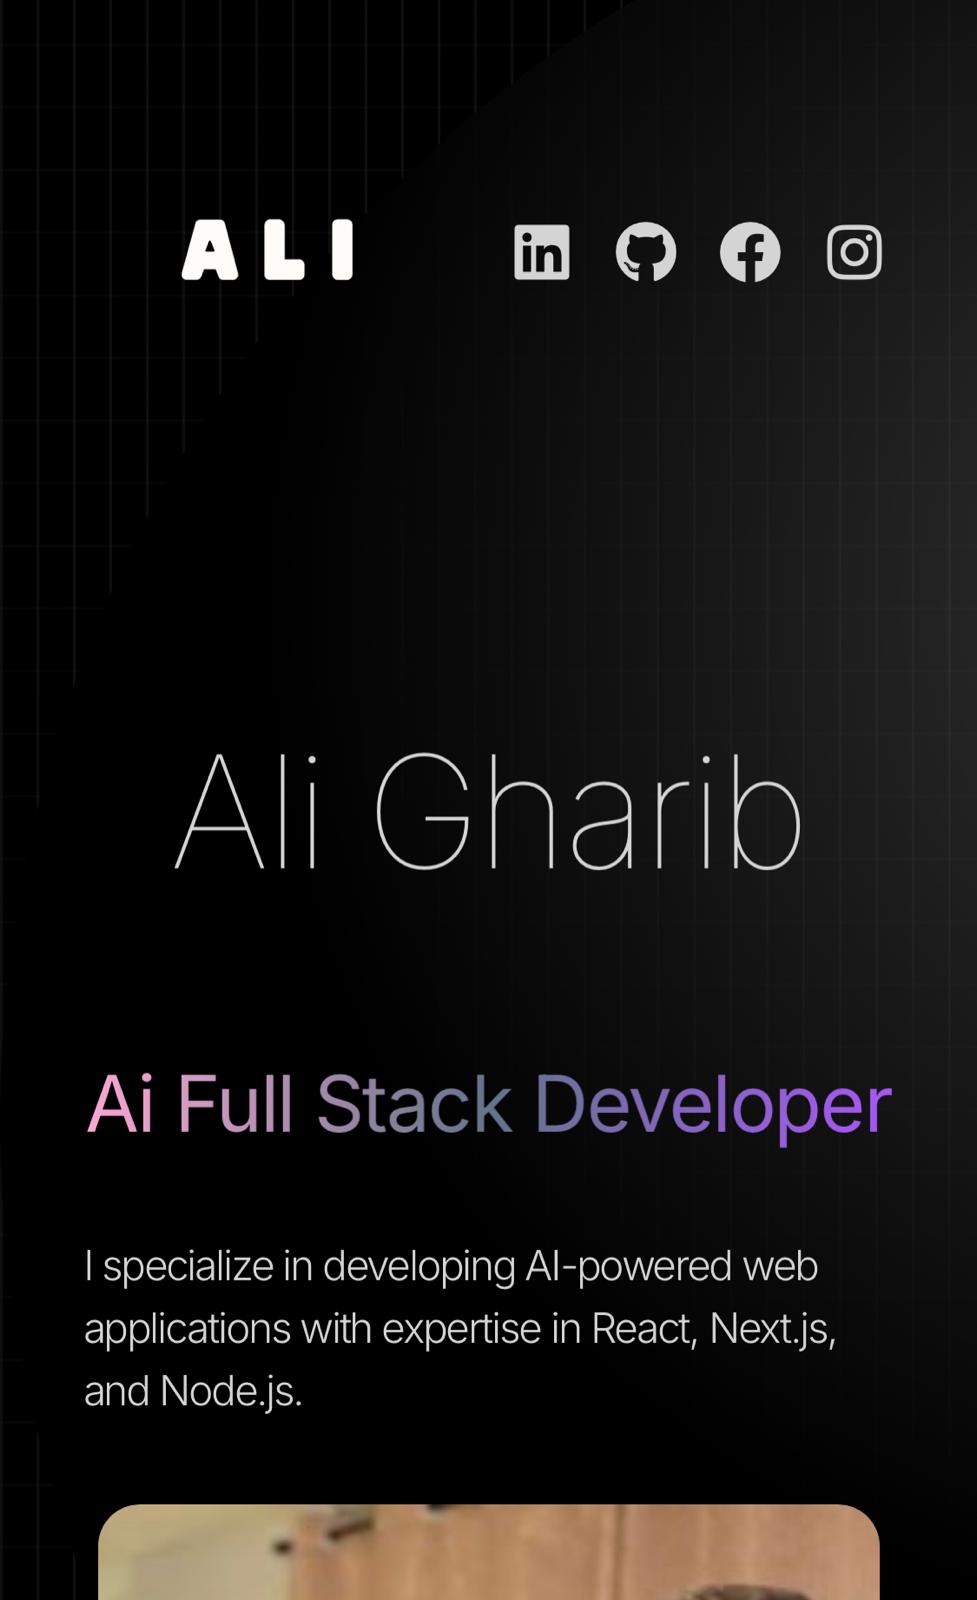 ALI
Ali Gharib
Ai Full Stack Developer
I specialize in developing AI-powered web
applications with expertise in React, Next.js,
and Node.js.